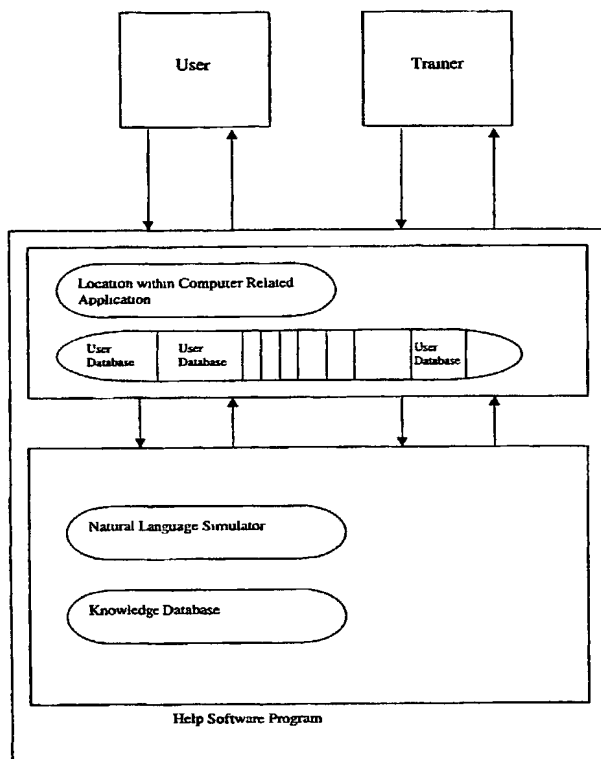 User
Trainer
Location within Computer Related
Application
User
Database
User
Database
User
Database
Natural Language Simulator
Knowledge Database
Help Software Program